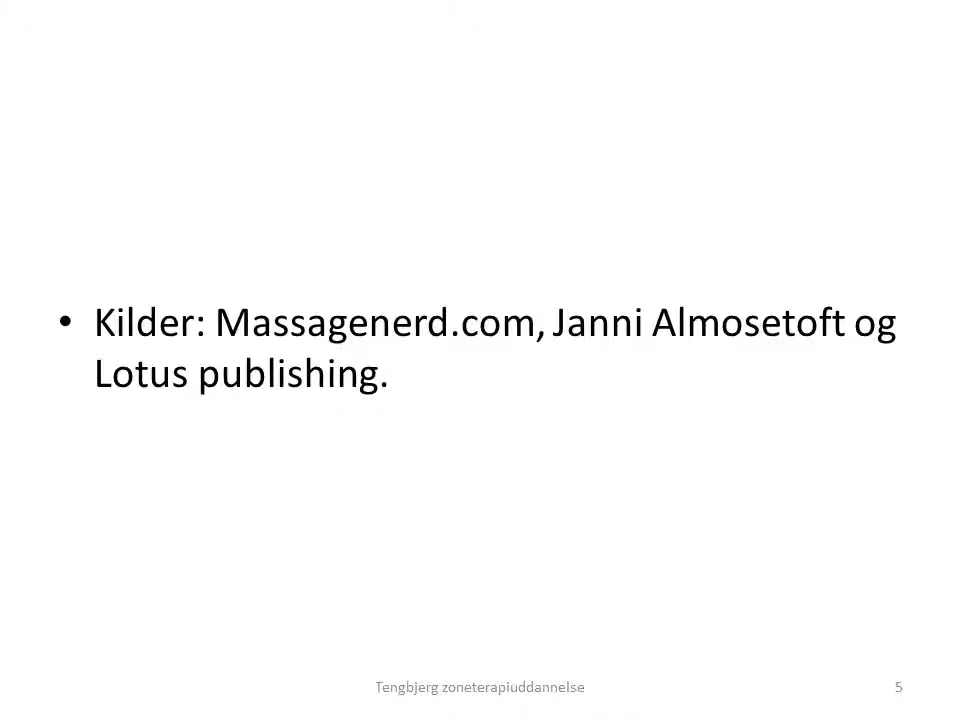 • Kilder: Massagenerd.com, Janni Almosetoft og
Lotus publishing.
Tengbjerg zoneterapiuddannelse
5